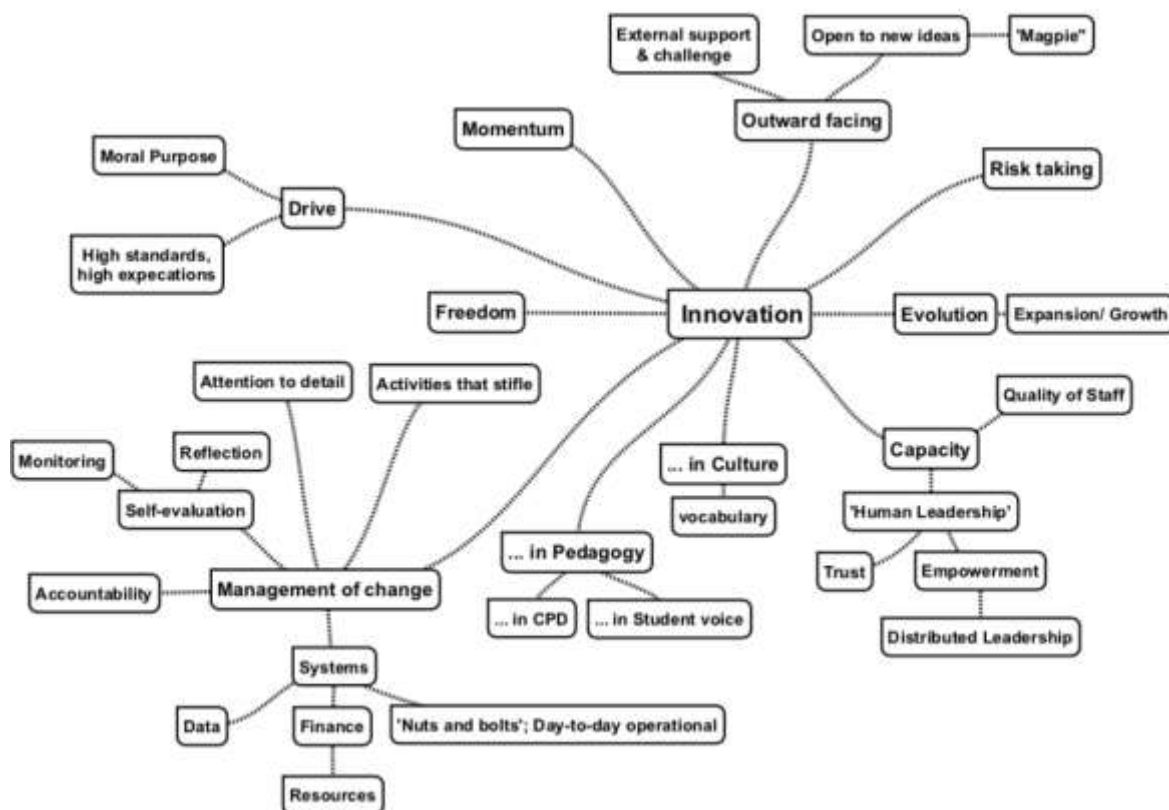 External support
& challenge
Open to new ideas
'Magpie"
Outward facing
Momentum
Moral Purpose
Risk taking
Drive
High standards,
high expecations
Freedom
Innovation
Evolution
Expansion/ Growth
Attention to detail
Activities that stifle
Quality of Staff
Capacity
Monitoring
Reflection
... in Culture
Self-evaluation
vocabulary
'Human Leadership'
... in Pedagogy
Trust
Empowerment
Accountability
Management of change
... in CPD
... in Student voice
Distributed Leadership
Systems
Data
Finance
'Nuts and bolts'; Day-to-day operational
Resources